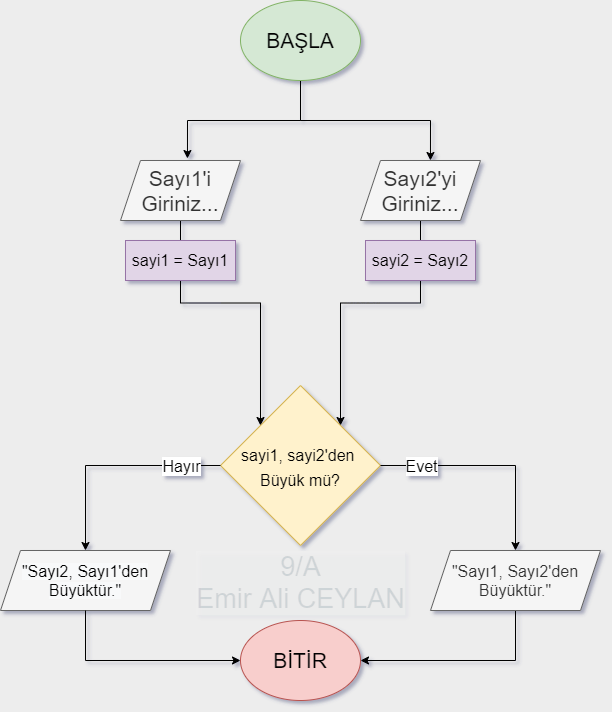 BAŞLA
Sayı1'i
Giriniz...
Sayı2'yi
Giriniz...
sayi1 = Sayı1
sayi2 = Sayı2
sayi1, sayi2'den
Büyük mü?
Hayır
Evet
"Sayı2, Sayı1'den
Büyüktür."
"Sayı1, Sayı2'den
Büyüktür."
9/A
Emir Ali CEYLAN
BİTİR